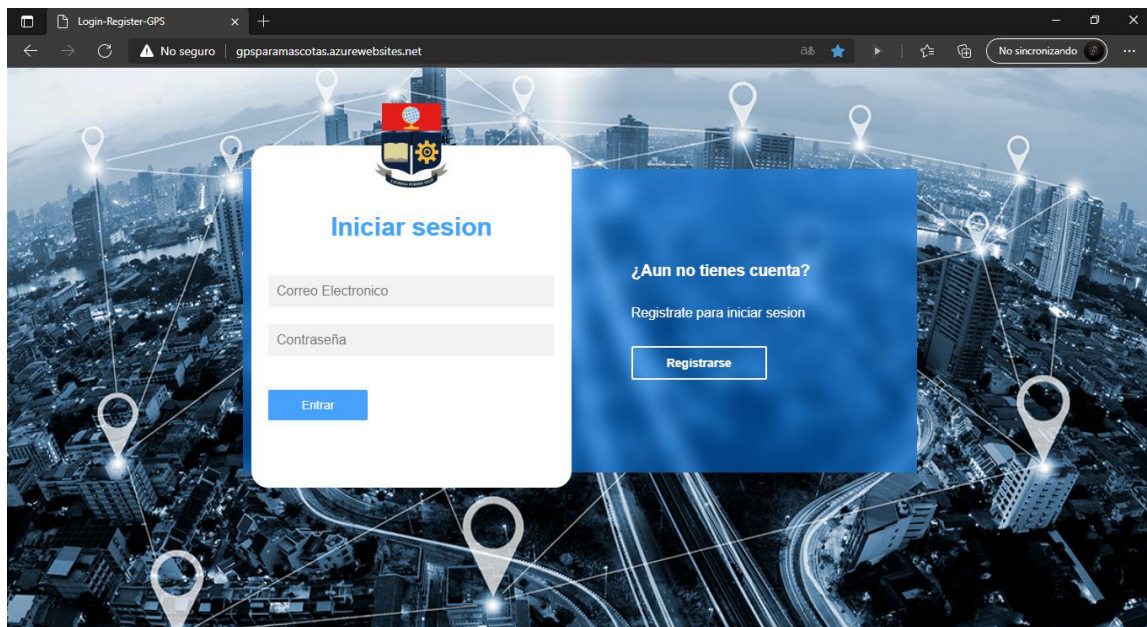 Login-Register-GPS
No seguro
gpsparamascotas.azurewebsites.net
No sincronizando
Iniciar sesion
Correo Electronico
Contraseña
Entrar
¿Aun no tienes cuenta?
Registrate para iniciar sesion
Registrarse